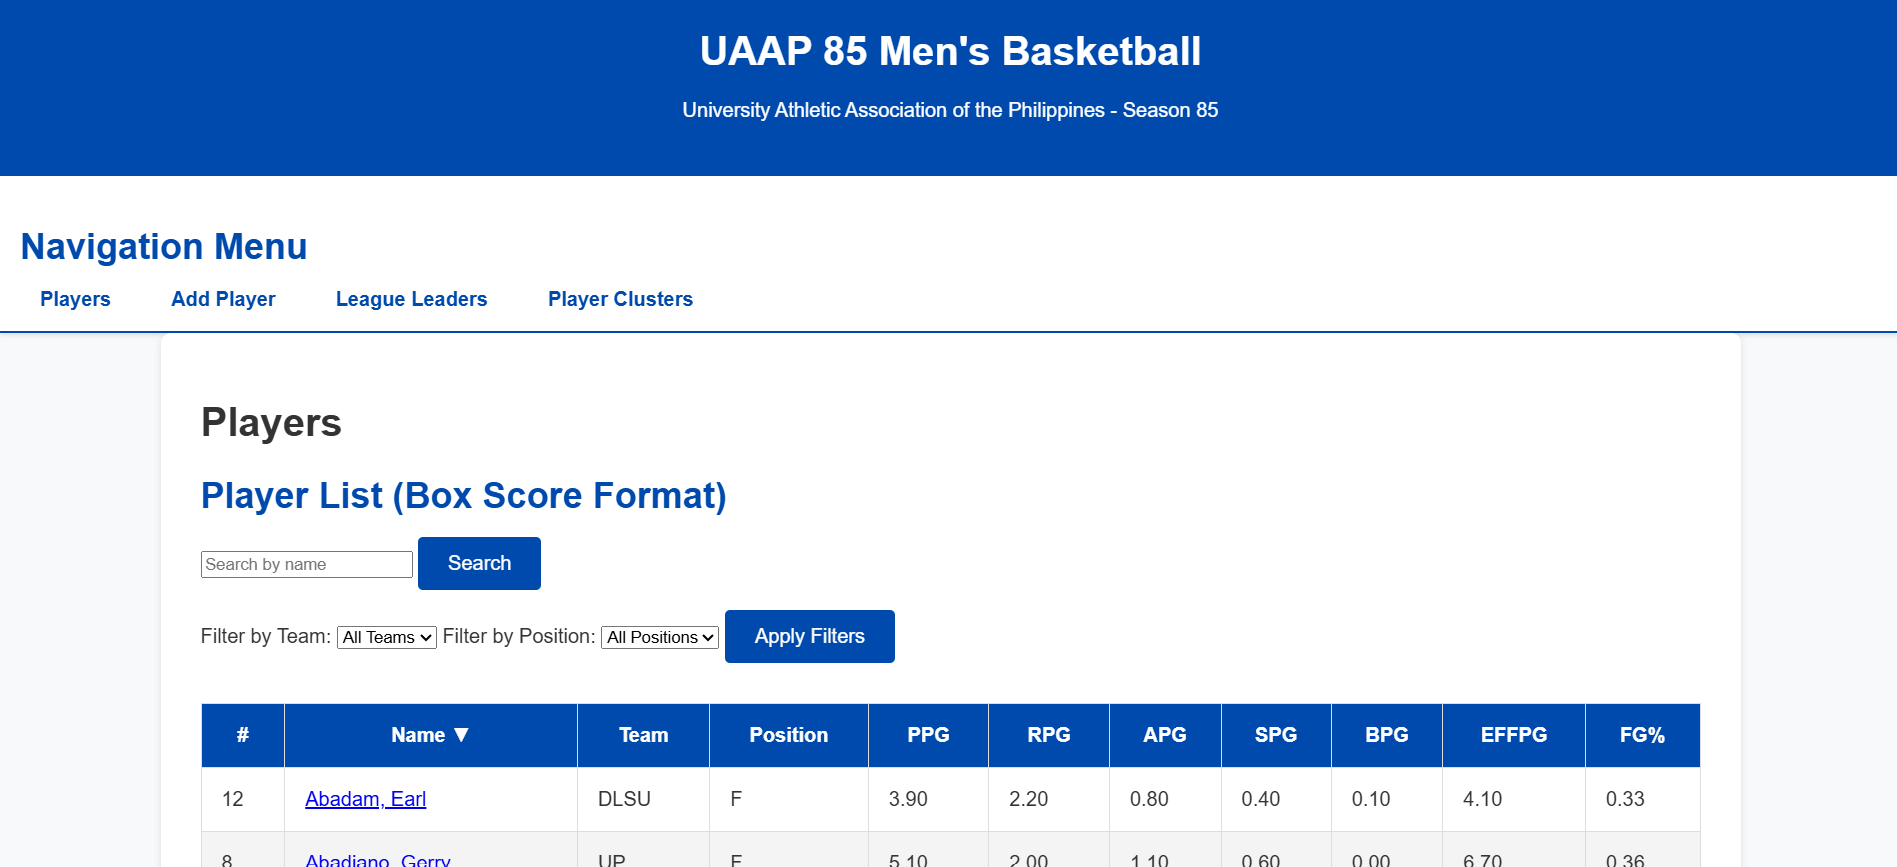 UAAP 85 Men's Basketball
University Athletic Association of the Philippines - Season 85
Navigation Menu
Players Add Player League Leaders Player Clusters
Players
Player List (Box Score Format)
Search by name Search
Filter by Team: All Teams Filter by Position: All Positions Apply Filters
# Name ▼ Team Position PPG RPG APG SPG BPG EFFPG FG%
12 Abadam, Earl DLSU F 3.90 2.20 0.80 0.40 0.10 4.10 0.33
8 Abadiano, Gerry UP F 5.10 2.00 1.10 0.60 0.00 6.70 0.36